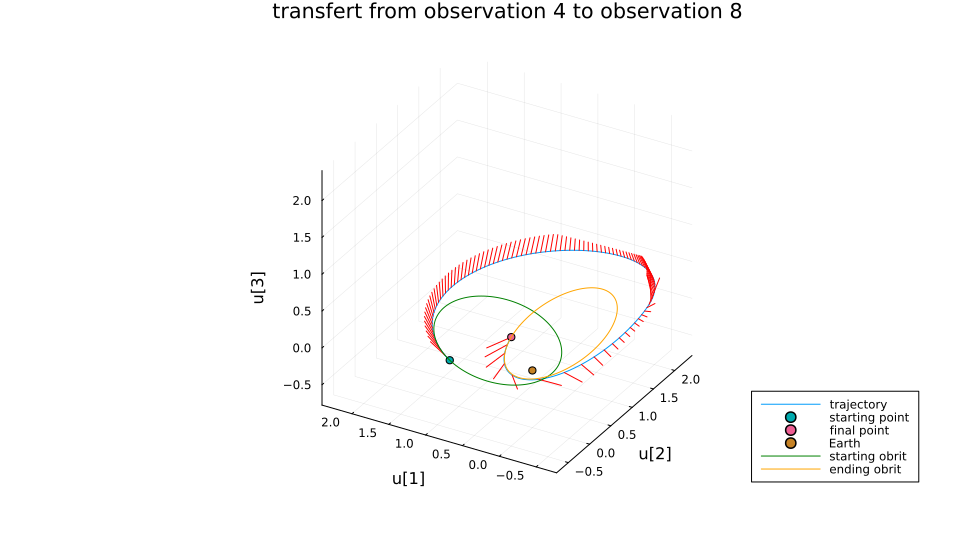 transfert from observation 4 to observation 8
u[3]
2.0
1.5
1.0
0.5
0.0
−0.5
2.0
1.5
1.0
0.5
0.0
−0.5
u[1]
2.0
1.5
1.0
0.5
0.0
−0.5
u[2]
trajectory
starting point
final point
Earth
starting obrit
ending obrit